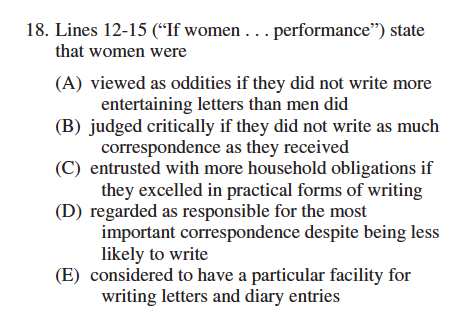 18. Lines 12-15 (“If women . . . performance”) state
that women were
(A) viewed as oddities if they did not write more
entertaining letters than men did
(B) judged critically if they did not write as much
correspondence as they received
(C) entrusted with more household obligations if
they excelled in practical forms of writing
(D) regarded as responsible for the most
important correspondence despite being less
likely to write
(E) considered to have a particular facility for
writing letters and diary entries